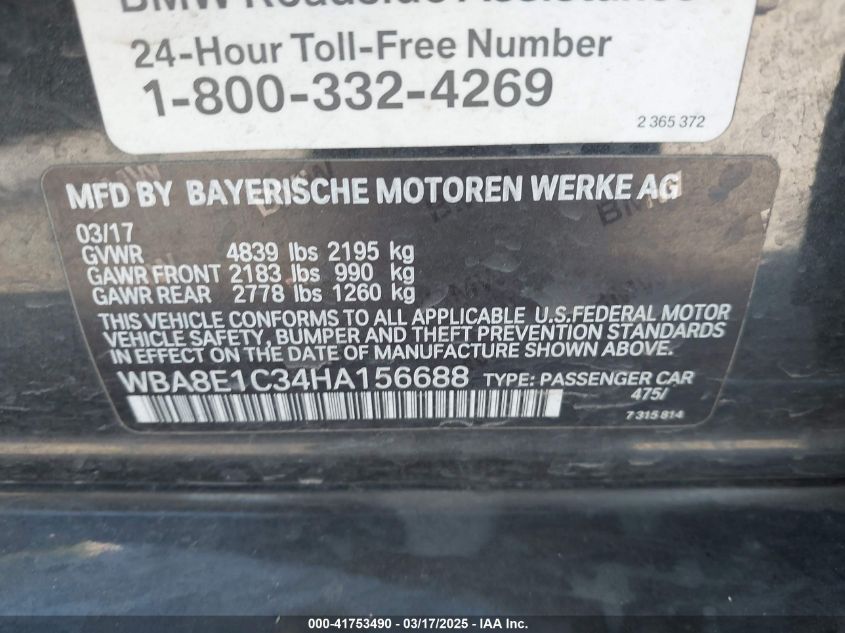 BMW Roadside Assistance
24-Hour Toll-Free Number
1-800-332-4269
2 365 372
MFD BY BAYERISCHE MOTOREN WERKE AG
03/17
GVWR 4839 lbs 2195 kg
GAWR FRONT 2183 lbs 990 kg
GAWR REAR 2778 lbs 1260 kg
THIS VEHICLE CONFORMS TO ALL APPLICABLE U.S.FEDERAL MOTOR
VEHICLE SAFETY, BUMPER AND THEFT PREVENTION STANDARDS
IN EFFECT ON THE DATE OF MANUFACTURE SHOWN ABOVE.
WBA8E1C34HA156688 TYPE: PASSENGER CAR
475/
7 315 814
000-41753490 - 03/17/2025 - IAA Inc.